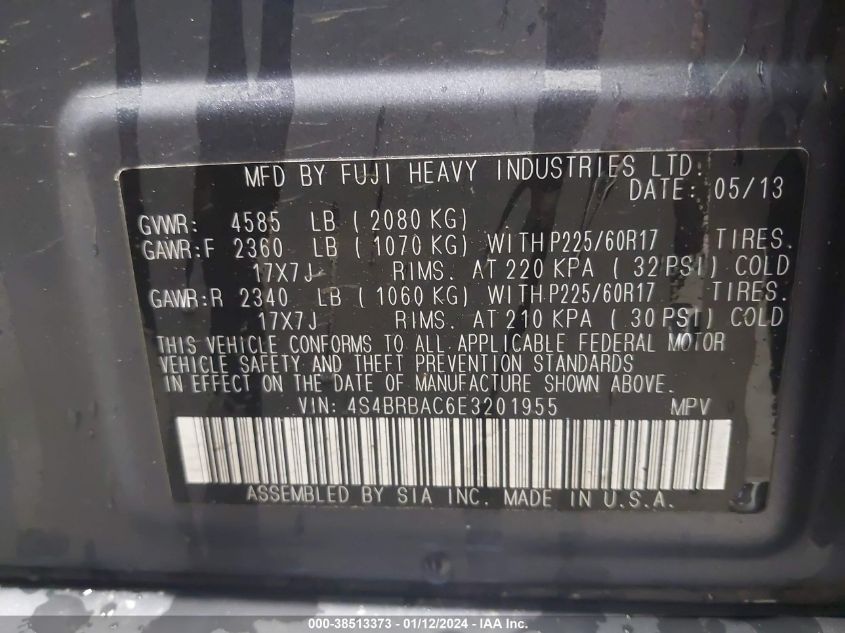 MFD BY FUJI HEAVY INDUSTRIES LTD.
DATE: 05/13
GVWR: 4585 LB ( 2080 KG)
GAWR:F 2360 LB ( 1070 KG) WITH P225/60R17 TIRES.
17X7J RIMS. AT 220 KPA ( 32 PSI) COLD
GAWR:R 2340 LB ( 1060 KG) WITH P225/60R17 TIRES.
17X7J RIMS. AT 210 KPA ( 30 PSI) COLD
THIS VEHICLE CONFORMS TO ALL APPLICABLE FEDERAL MOTOR
VEHICLE SAFETY AND THEFT PREVENTION STANDARDS
IN EFFECT ON THE DATE OF MANUFACTURE SHOWN ABOVE.
VIN: 4S4BRBAC6E3201955 MPV
ASSEMBLED BY SIA INC. MADE IN U.S.A.
000-38513373 - 01/12/2024 - IAA Inc.